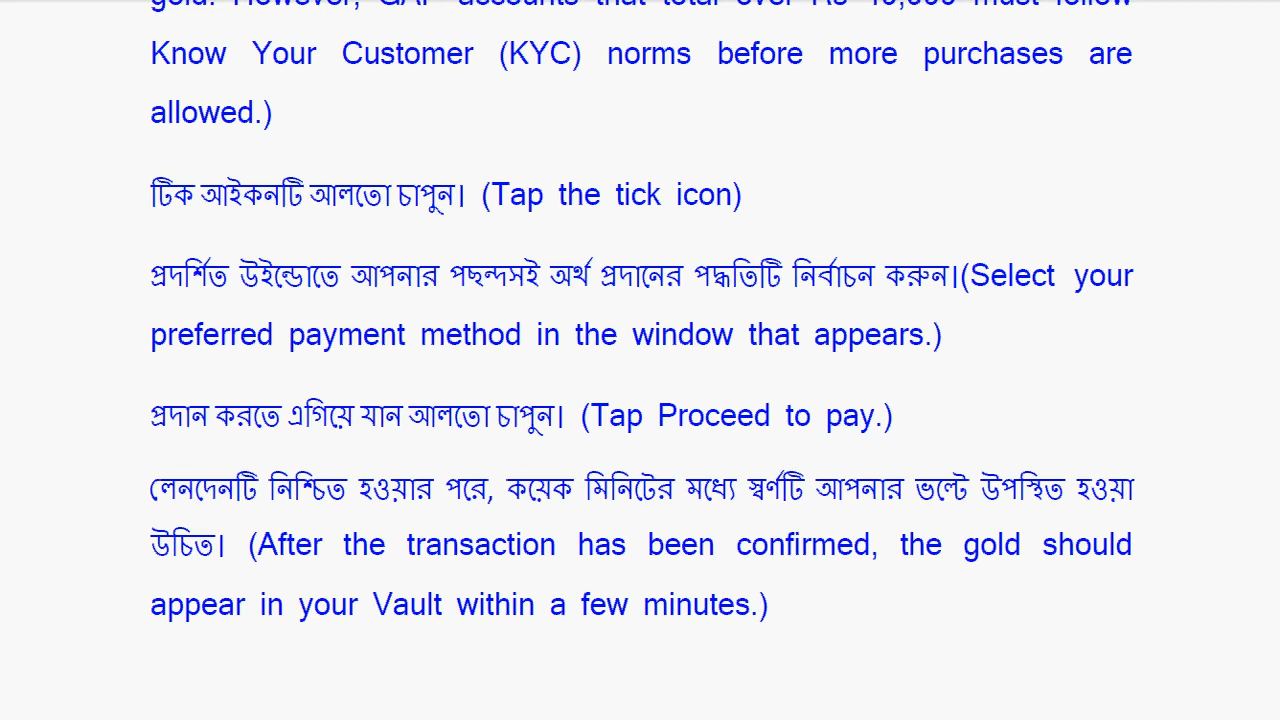 Know Your Customer (KYC) norms before more purchases are
allowed.)
টিক আইকনটি আলতো চাপুন। (Tap the tick icon)
প্রদর্শিত উইন্ডোতে আপনার পছন্দসই অর্থ প্রদানের পদ্ধতিটি নির্বাচন করুন।(Select your
preferred payment method in the window that appears.)
প্রদান করতে এগিয়ে যান আলতো চাপুন। (Tap Proceed to pay.)
লেনদেনটি নিশ্চিত হওয়ার পরে, কয়েক মিনিটের মধ্যে স্বর্ণটি আপনার ভল্টে উপস্থিত হওয়া
উচিত। (After the transaction has been confirmed, the gold should
appear in your Vault within a few minutes.)